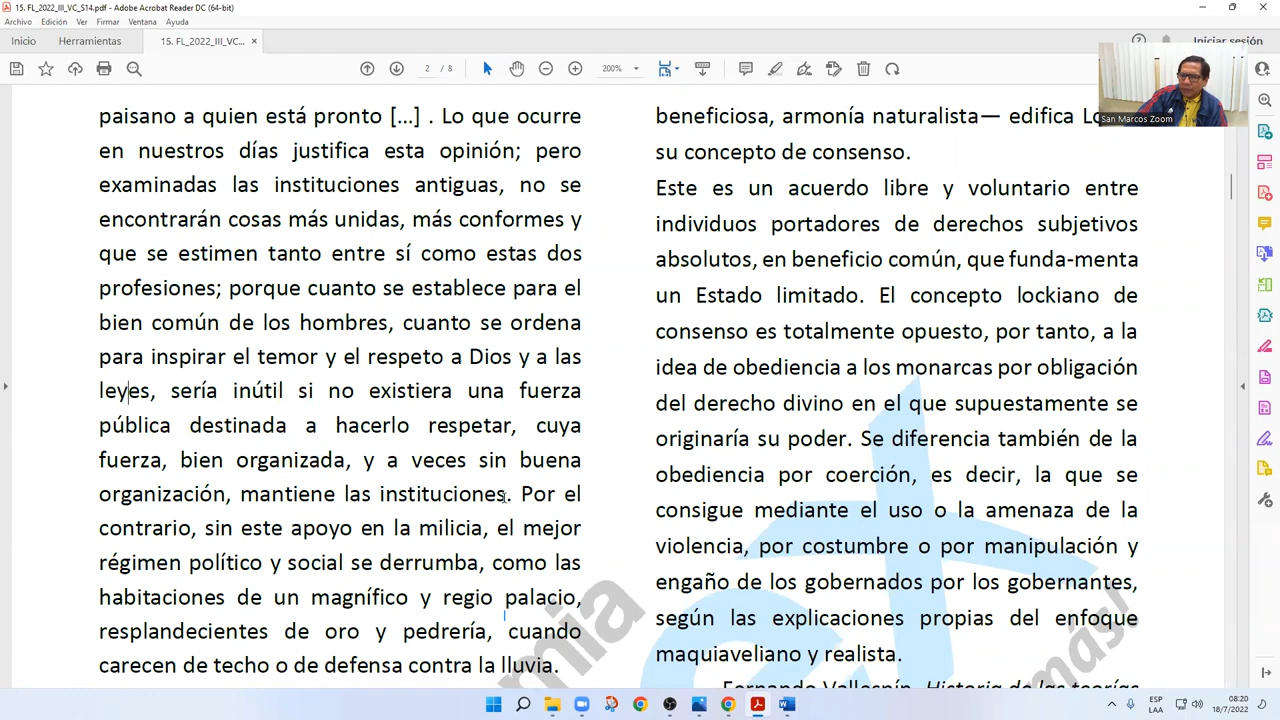 15. FL_2022_III_VC_S14.pdf - Adobe Acrobat Reader DC (64-bit)
Archivo Edición Ver Firmar Ventana Ayuda
Inicio Herramientas 15. FL_2022_III_VC... × Iniciar sesión
2 / 8 200%
San Marcos Zoom
paisano a quien está pronto [...] . Lo que ocurre
en nuestros días justifica esta opinión; pero
examinadas las instituciones antiguas, no se
encontrarán cosas más unidas, más conformes y
que se estimen tanto entre sí como estas dos
profesiones; porque cuanto se establece para el
bien común de los hombres, cuanto se ordena
para inspirar el temor y el respeto a Dios y a las
leyes, sería inútil si no existiera una fuerza
pública destinada a hacerlo respetar, cuya
fuerza, bien organizada, y a veces sin buena
organización, mantiene las instituciones. Por el
contrario, sin este apoyo en la milicia, el mejor
régimen político y social se derrumba, como las
habitaciones de un magnífico y regio palacio,
resplandecientes de oro y pedrería, cuando
carecen de techo o de defensa contra la lluvia.
beneficiosa, armonía naturalista— edifica
su concepto de consenso.
Este es un acuerdo libre y voluntario entre
individuos portadores de derechos subjetivos
absolutos, en beneficio común, que funda-menta
un Estado limitado. El concepto lockiano de
consenso es totalmente opuesto, por tanto, a la
idea de obediencia a los monarcas por obligación
del derecho divino en el que supuestamente se
originaría su poder. Se diferencia también de la
obediencia por coerción, es decir, la que se
consigue mediante el uso o la amenaza de la
violencia, por costumbre o por manipulación y
engaño de los gobernados por los gobernantes,
según las explicaciones propias del enfoque
maquiaveliano y realista.
Fernando Vallespín, Historia de las teorías
más!
ESP
LAA
08:20
18/7/2022